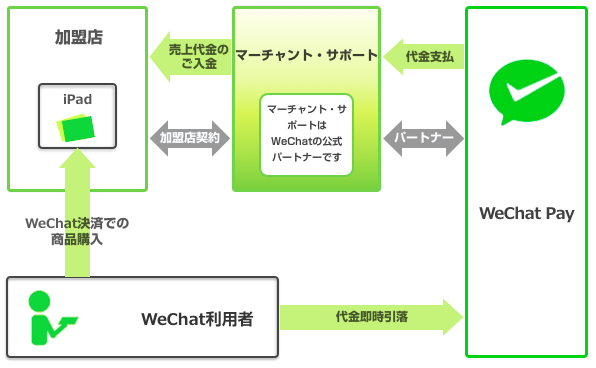 加盟店
iPad
売上代金の
ご入金
マーチャント・サポート
代金支払
マーチャント・サ
ポートは
WeChatの公式
パートナーです
加盟店契約
パートナー
WeChat Pay
WeChat決済での
商品購入
WeChat利用者
代金即時引落